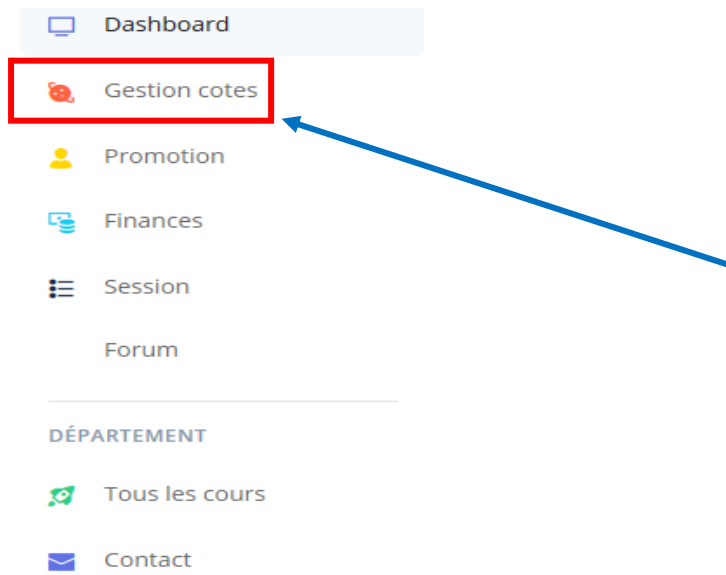 Dashboard
Gestion cotes
Promotion
Finances
Session
Forum
DÉPARTEMENT
Tous les cours
Contact